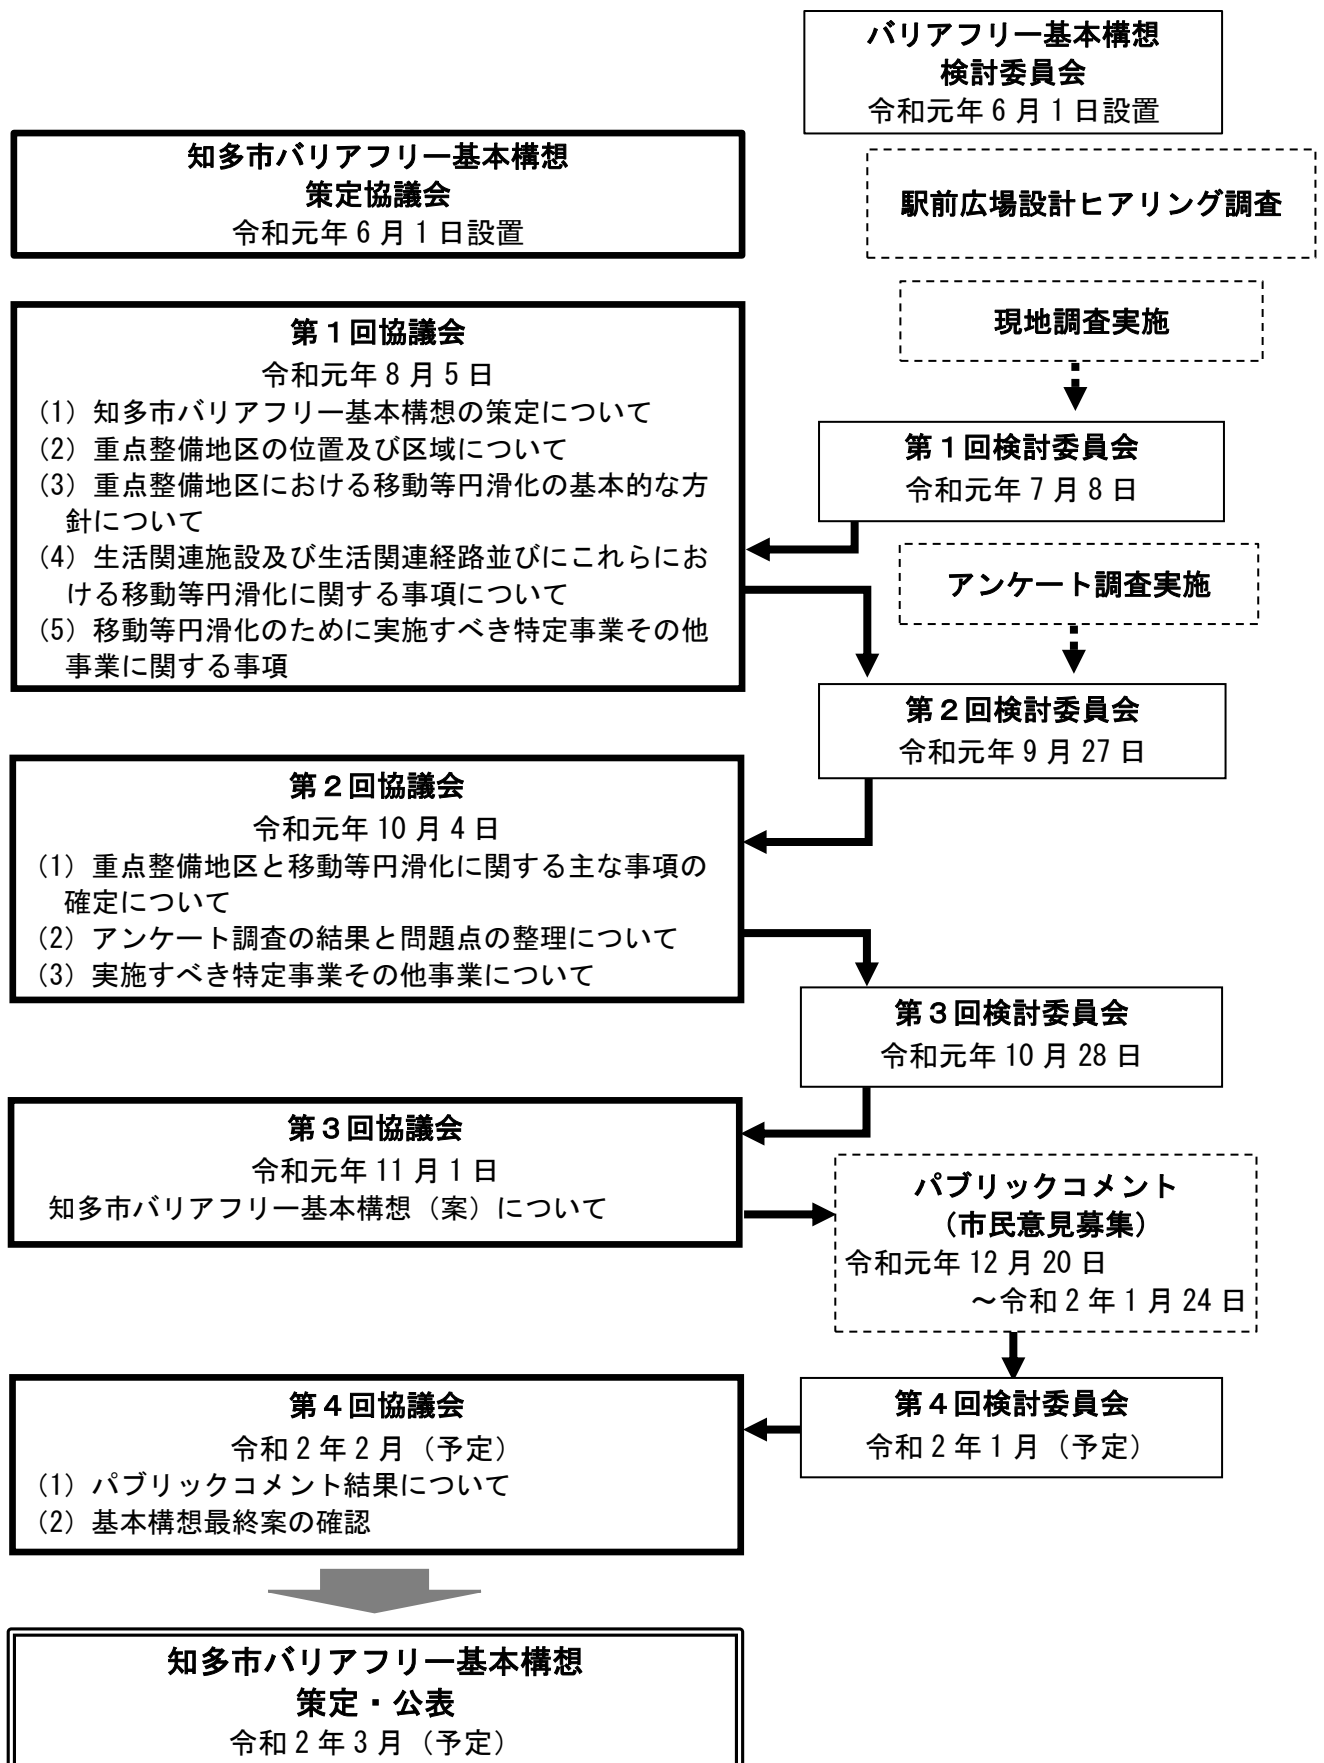 バリアフリー基本構想
検討委員会
令和元年6月1日設置
知多市バリアフリー基本構想
策定協議会
令和元年6月1日設置
駅前広場設計ヒアリング調査
現地調査実施
第1回協議会
令和元年8月5日
(1) 知多市バリアフリー基本構想の策定について
(2) 重点整備地区の位置及び区域について
(3) 重点整備地区における移動等円滑化の基本的な方
針について
(4) 生活関連施設及び生活関連経路並びにこれらにお
ける移動等円滑化に関する事項について
(5) 移動等円滑化のために実施すべき特定事業その他
事業に関する事項
第1回検討委員会
令和元年7月8日
アンケート調査実施
第2回検討委員会
令和元年9月27日
第2回協議会
令和元年10月4日
(1) 重点整備地区と移動等円滑化に関する主な事項の
確定について
(2) アンケート調査の結果と問題点の整理について
(3) 実施すべき特定事業その他事業について
第3回検討委員会
令和元年10月28日
第3回協議会
令和元年11月1日
知多市バリアフリー基本構想（案）について
パブリックコメント
（市民意見募集）
令和元年12月20日
～令和2年1月24日
第4回検討委員会
令和2年1月（予定）
第4回協議会
令和2年2月（予定）
(1) パブリックコメント結果について
(2) 基本構想最終案の確認
知多市バリアフリー基本構想
策定・公表
令和2年3月（予定）